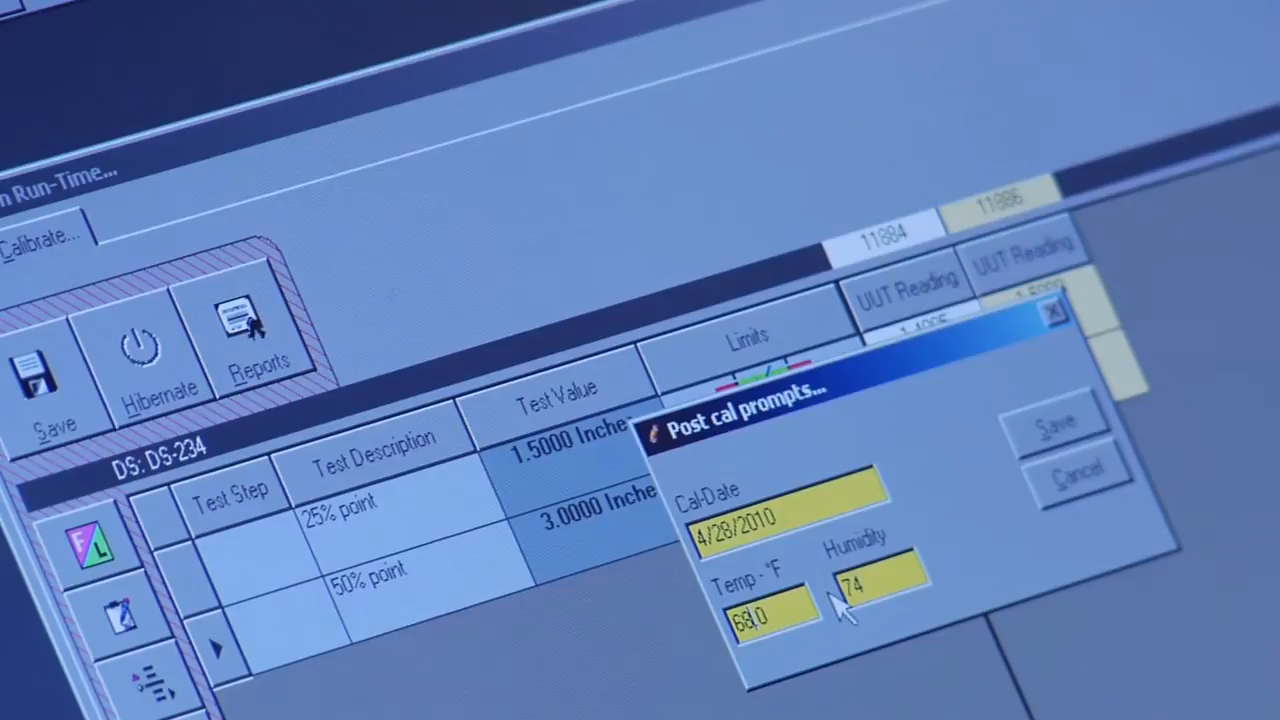 n Run-Time...
Calibrate...
Save
Hibernate
Reports
11884
11886
DS: DS-234
Test Step
Test Description
Test Value
Limits
UUT Reading
UUT Reading
25% point
1.5000 Inche
50% point
3.0000 Inche
F
L
Post cal prompts...
Cal-Date
4/28/2010
Temp - °F
Humidity
74
Save
Cancel